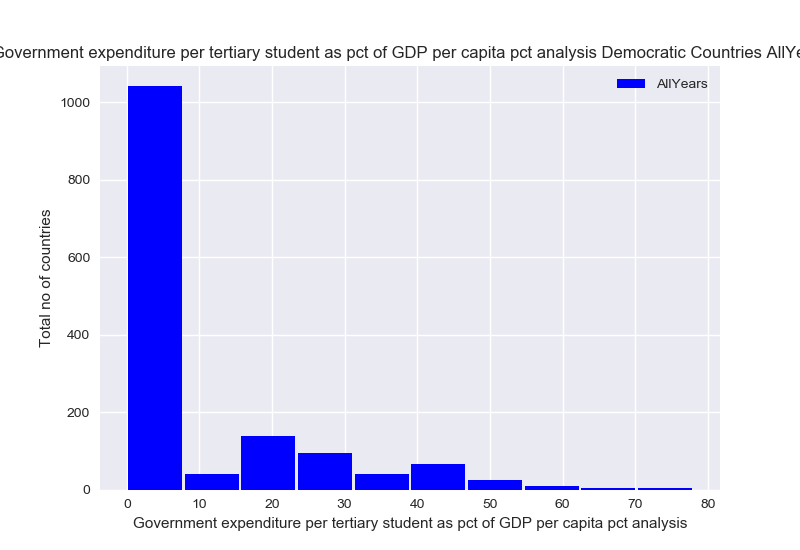 Government expenditure per tertiary student as pct of GDP per capita pct analysis Democratic Countries AllYe
AllYears
1000
800
600
400
200
0
Total no of countries
0 10 20 30 40 50 60 70 80
Government expenditure per tertiary student as pct of GDP per capita pct analysis